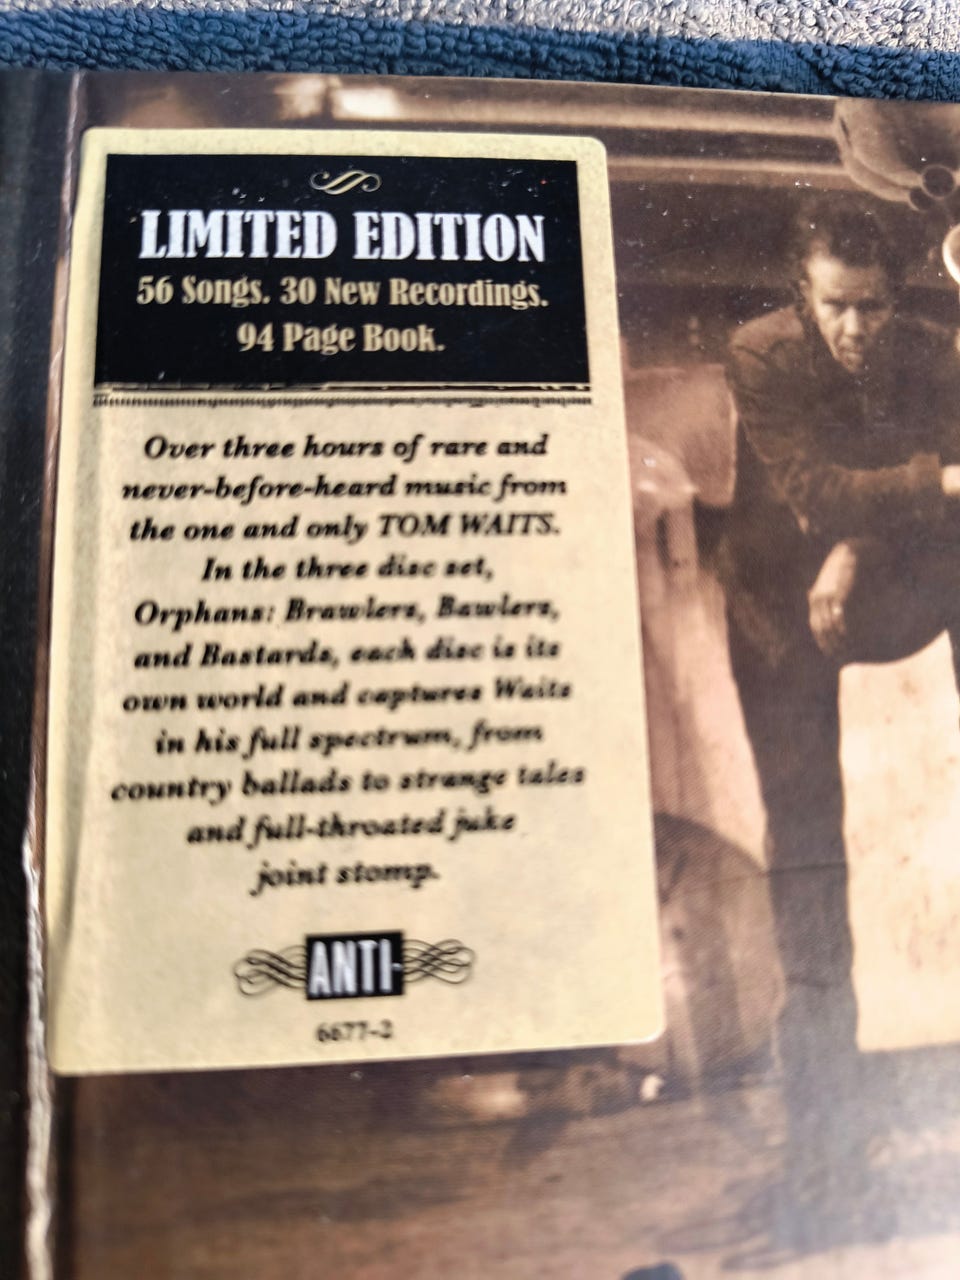 LIMITED EDITION
56 Songs. 30 New Recordings.
94 Page Book.
Over three hours of rare and
never-before-heard music from
the one and only TOM WAITS.
In the three disc set,
Orphans: Brawlers, Bawlers,
and Bastards, each disc is its
own world and captures Waits
in his full spectrum, from
country ballads to strange tales
and full-throated juke
joint stomp.
ANTI-
6677-2